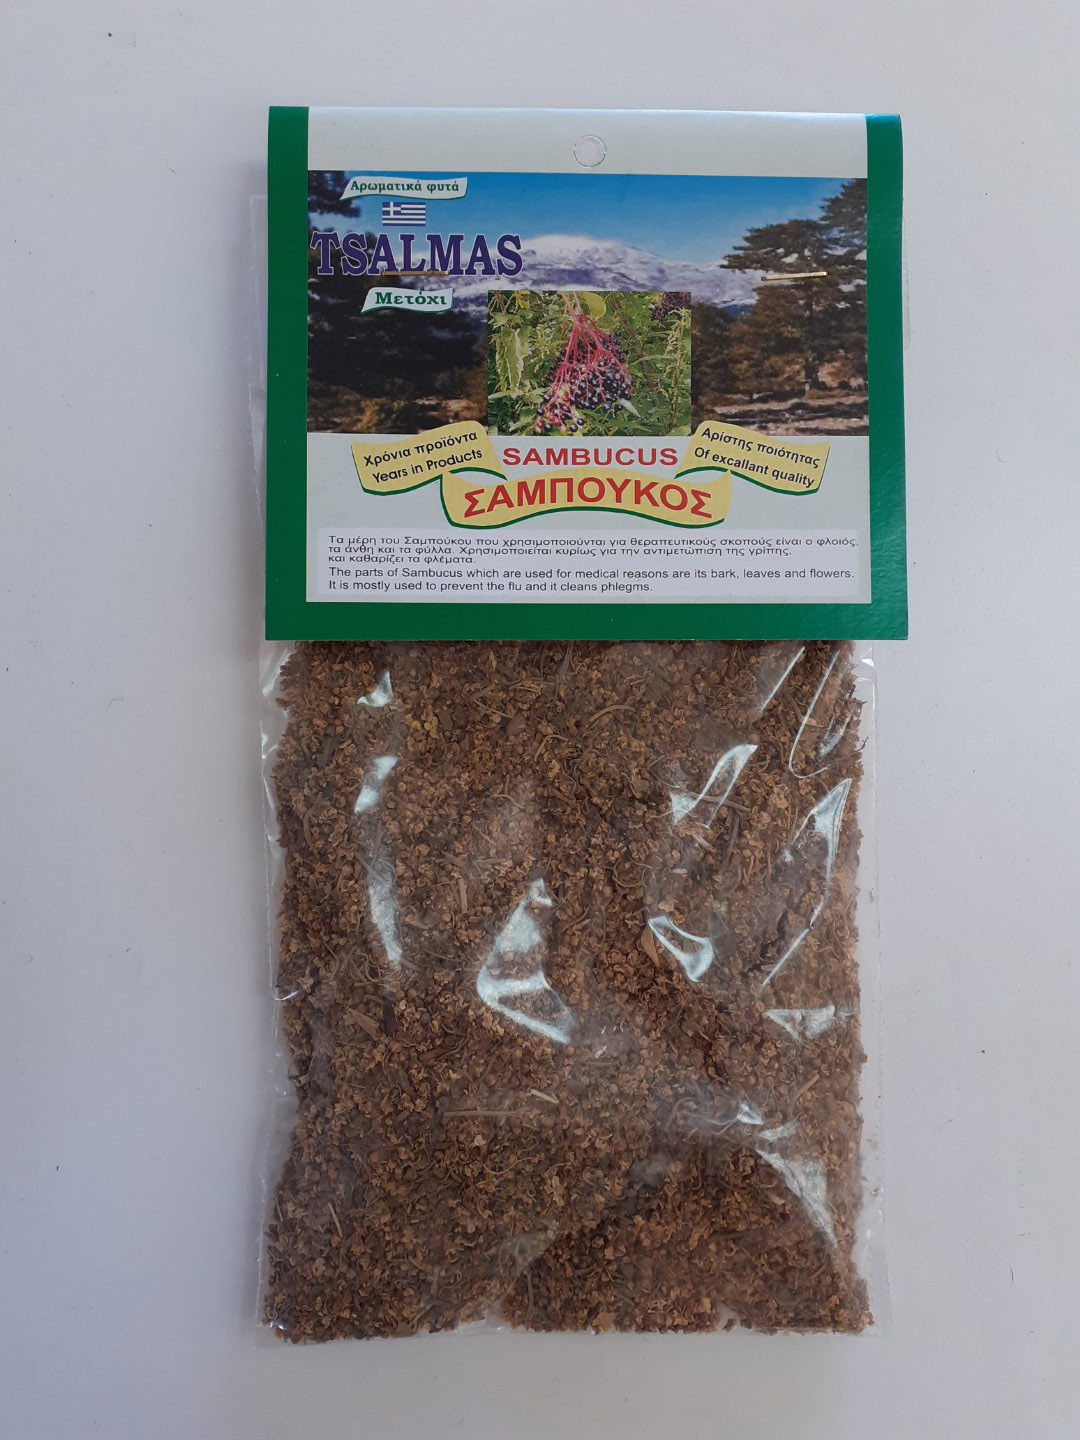 Αρωματικά φυτά
TSALMAS
Μετόχι
Χρόνια προϊόντα
Years in Products
SAMBUCUS
Αρίστης ποιότητας
Of excallant quality
ΣΑΜΠΟΥΚΟΣ
Τα μέρη του Σαμπούκου που χρησιμοποιούνται για θεραπευτικούς σκοπούς είναι ο φλοιός,
τα άνθη και τα φύλλα. Χρησιμοποιείται κυρίως για την αντιμετώπιση της γρίπης,
και καθαρίζει τα φλέματα.
The parts of Sambucus which are used for medical reasons are its bark, leaves and flowers.
It is mostly used to prevent the flu and it cleans phlegms.